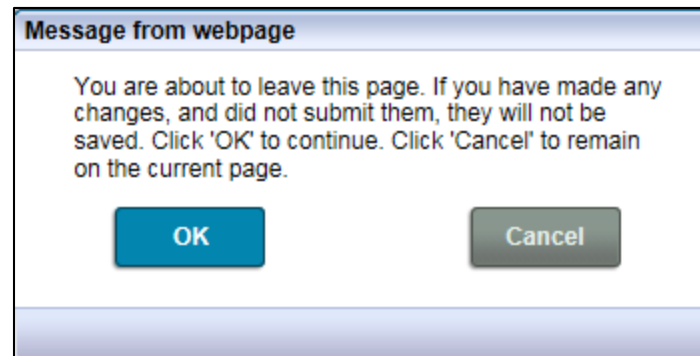 Message from webpage
You are about to leave this page. If you have made any
changes, and did not submit them, they will not be
saved. Click 'OK' to continue. Click 'Cancel' to remain
on the current page.
OK
Cancel